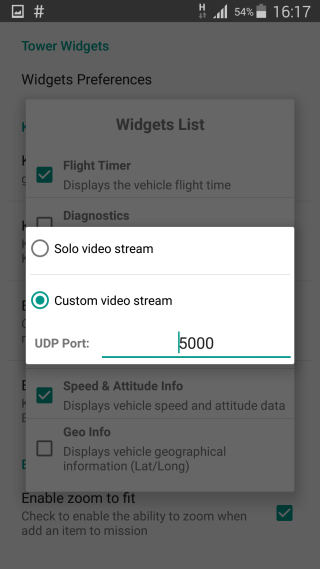 # H 54% 16:17
Tower Widgets
Widgets Preferences
Widgets List
Flight Timer
Displays the vehicle flight time
Diagnostics
Solo video stream
Custom video stream
UDP Port: 5000
Speed & Attitude Info
Displays vehicle speed and attitude data
Geo Info
Displays vehicle geographical
information (Lat/Long)
Enable zoom to fit
Check to enable the ability to zoom when
add an item to mission